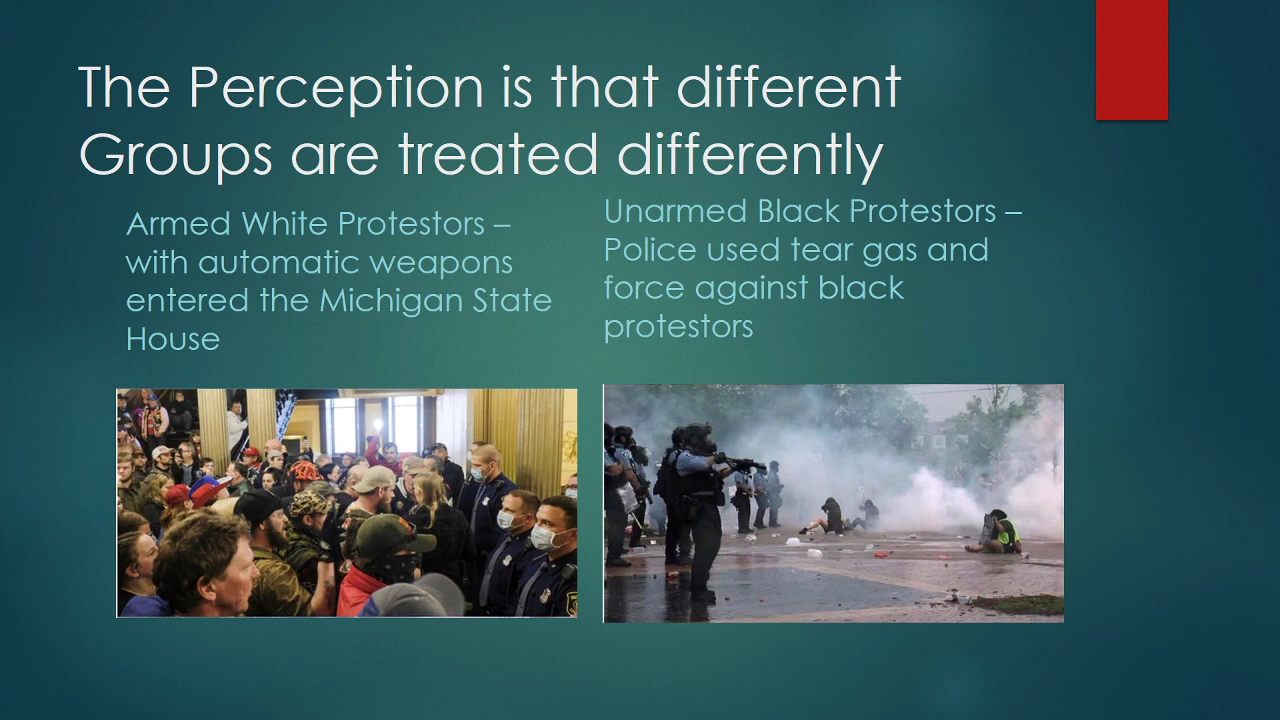 The Perception is that different
Groups are treated differently
Armed White Protestors –
with automatic weapons
entered the Michigan State
House
Unarmed Black Protestors –
Police used tear gas and
force against black
protestors